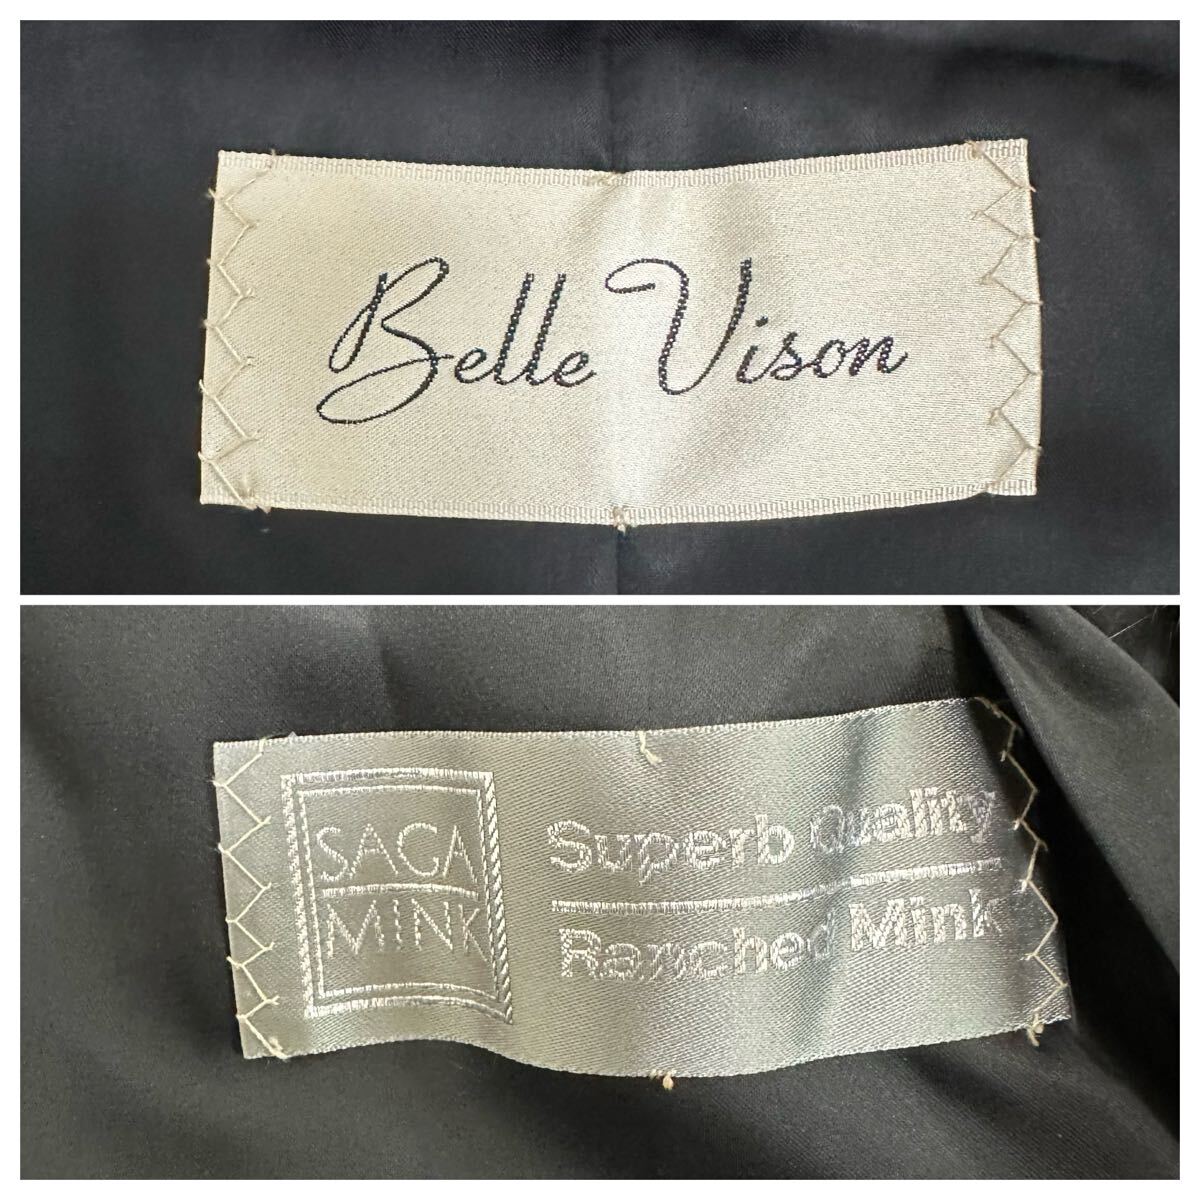 Belle Vison
SAGA
MINK
Superb Quality
Ranched Mink